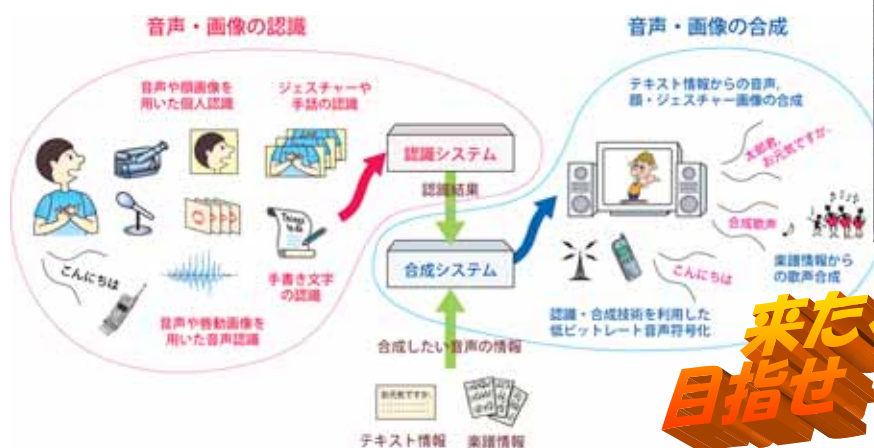 音声・画像の認識
音声・画像の合成
音声や顔画像を
用いた個人認識
ジェスチャーや
手話の認識
テキスト情報からの音声,
顔・ジェスチャー画像の合成
認識システム
認識結果
太郎君,
お元気ですか,
合成歌声
Things
to do
手書き文字
の認識
合成システム
こんにちは
こんにちは
楽譜情報から
の歌声合成
音声や唇動画像を
用いた音声認識
認識・合成技術を利用した
低ビットレート音声符号化
合成したい音声の情報
お元気ですか,
テキスト情報
楽譜情報
来た
目指せ